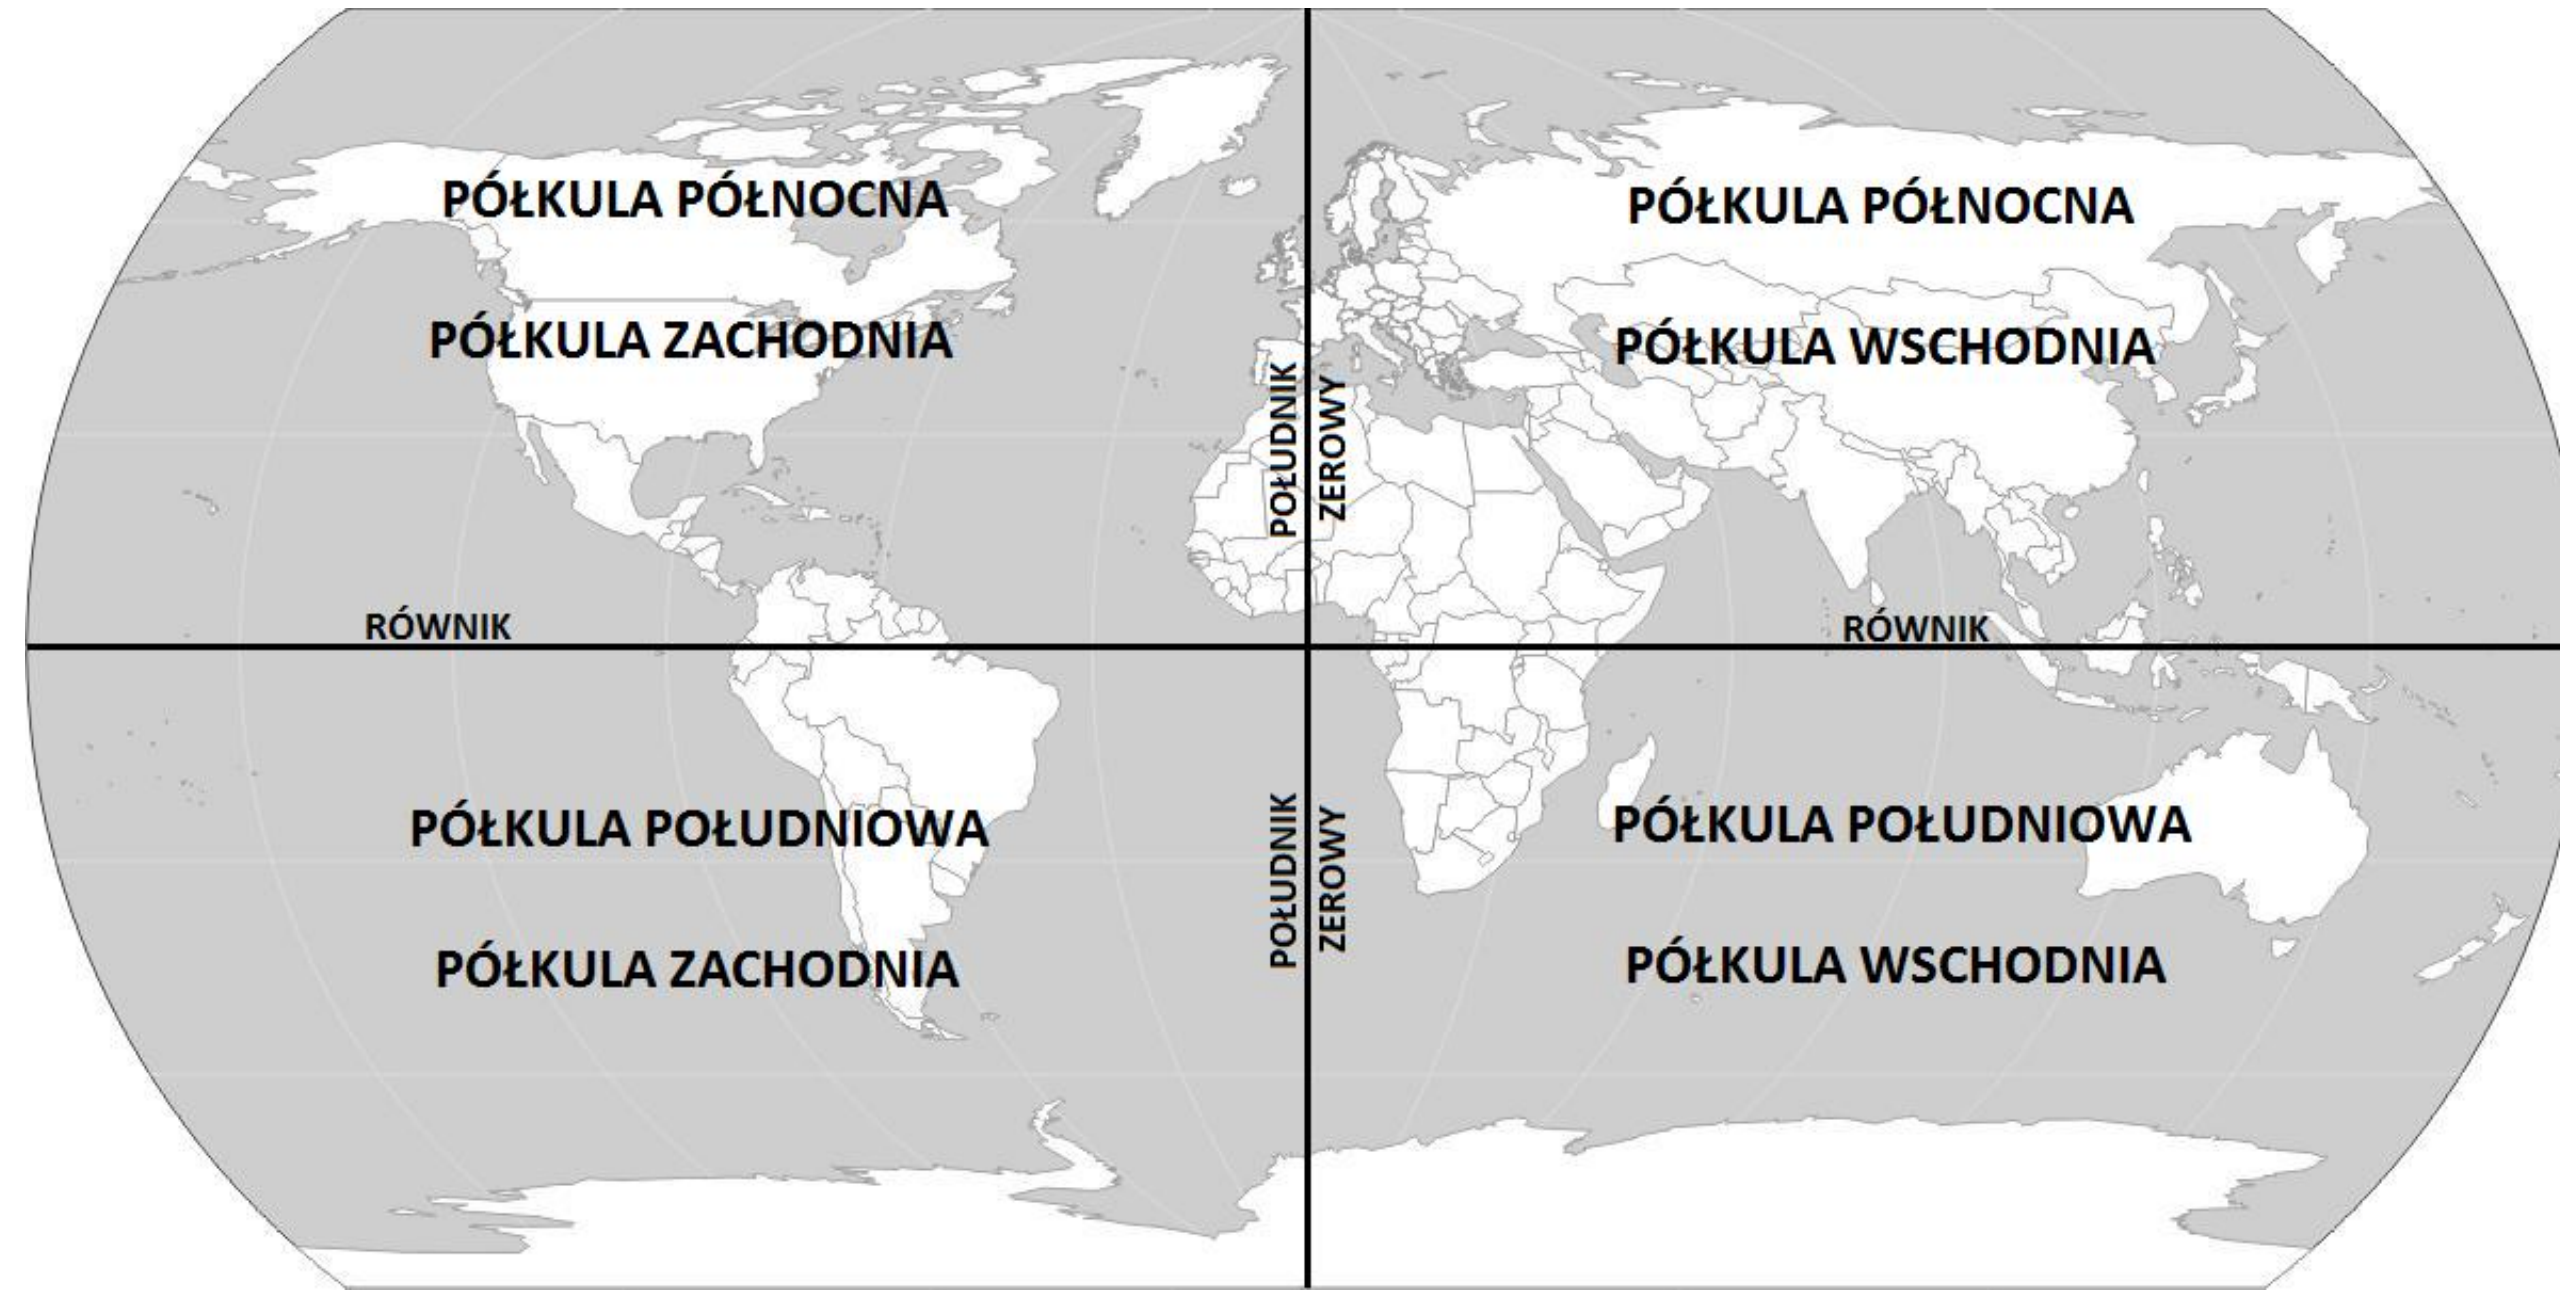 PÓŁKULA PÓŁNOCNA
PÓŁKULA ZACHODNIA
PÓŁKULA PÓŁNOCNA
PÓŁKULA WSCHODNIA
POŁUDNIK
ZEROWY
RÓWNIK
RÓWNIK
PÓŁKULA POŁUDNIOWA
PÓŁKULA ZACHODNIA
POŁUDNIK
ZEROWY
PÓŁKULA POŁUDNIOWA
PÓŁKULA WSCHODNIA